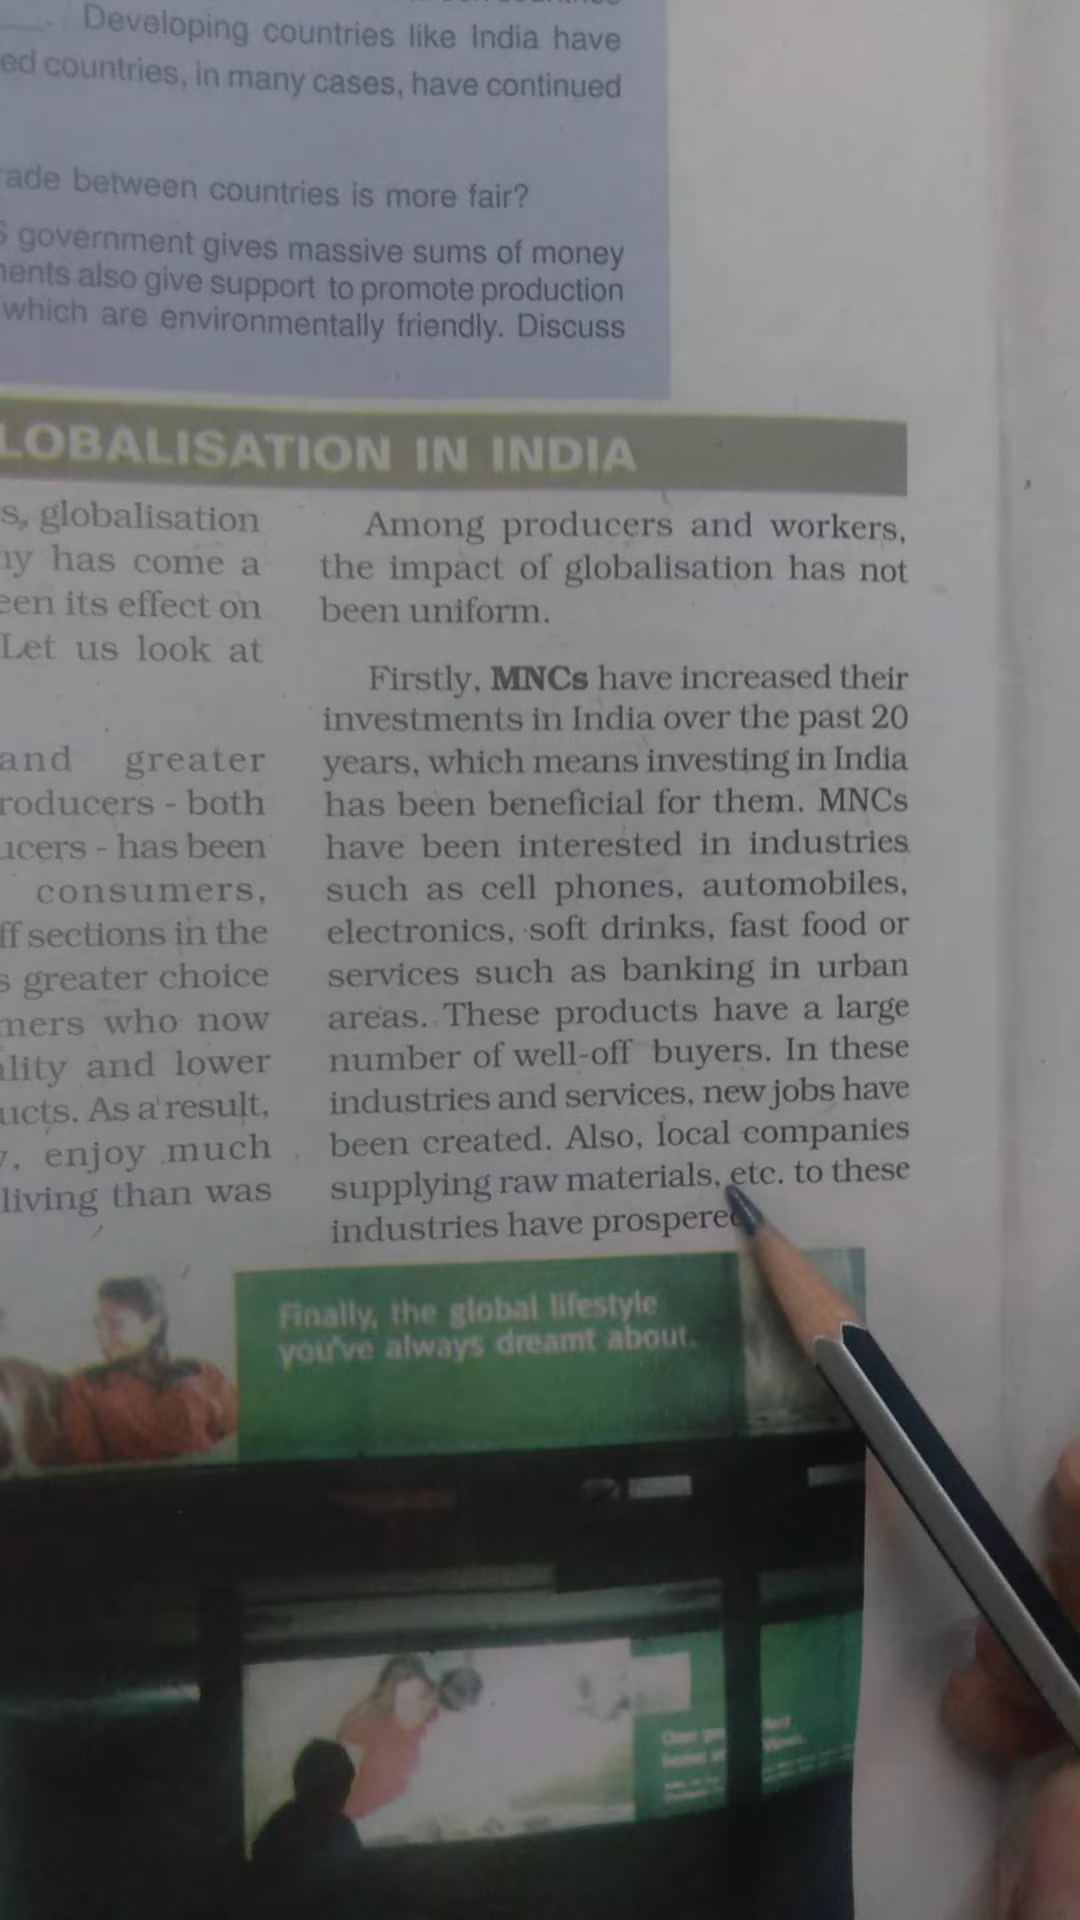 Developing countries like India have
ed countries, in many cases, have continued
rade between countries is more fair?
S government gives massive sums of money
ments also give support to promote production
which are environmentally friendly. Discuss
LOBALISATION IN INDIA
s, globalisation
ny has come a
een its effect on
Let us look at
and greater
roducers - both
ucers - has been
consumers,
ff sections in the
s greater choice
mers who now
ality and lower
ucts. As a result,
y, enjoy much
living than was
Among producers and workers,
the impact of globalisation has not
been uniform.
Firstly, MNCs have increased their
investments in India over the past 20
years, which means investing in India
has been beneficial for them. MNCs
have been interested in industries
such as cell phones, automobiles,
electronics, soft drinks, fast food or
services such as banking in urban
areas. These products have a large
number of well-off buyers. In these
industries and services, new jobs have
been created. Also, local companies
supplying raw materials, etc. to these
industries have prospered
Finally, the global lifestyle
you've always dreamt about.